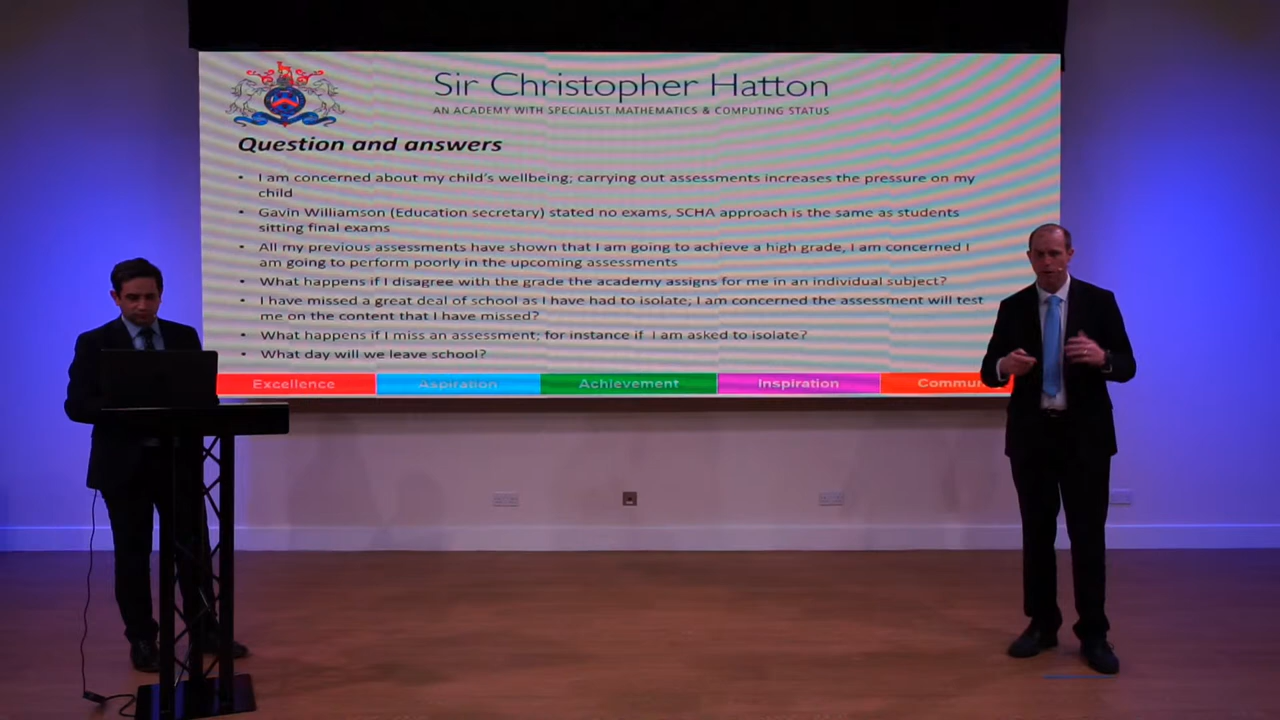 Sir Christopher Hatton
AN ACADEMY WITH SPECIALIST MATHEMATICS & COMPUTING STATUS
Question and answers
• I am concerned about my child's wellbeing; carrying out assessments increases the pressure on my
child
• Gavin Williamson (Education secretary) stated no exams, SCHA approach is the same as students
sitting final exams
• All my previous assessments have shown that I am going to achieve a high grade, I am concerned I
am going to perform poorly in the upcoming assessments
• What happens if I disagree with the grade the academy assigns for me in an individual subject?
• I have missed a great deal of school as I have had to isolate; I am concerned the assessment will test
me on the content that I have missed?
• What happens if I miss an assessment; for instance if I am asked to isolate?
• What day will we leave school?
Excellence Aspiration Achievement Inspiration Commun